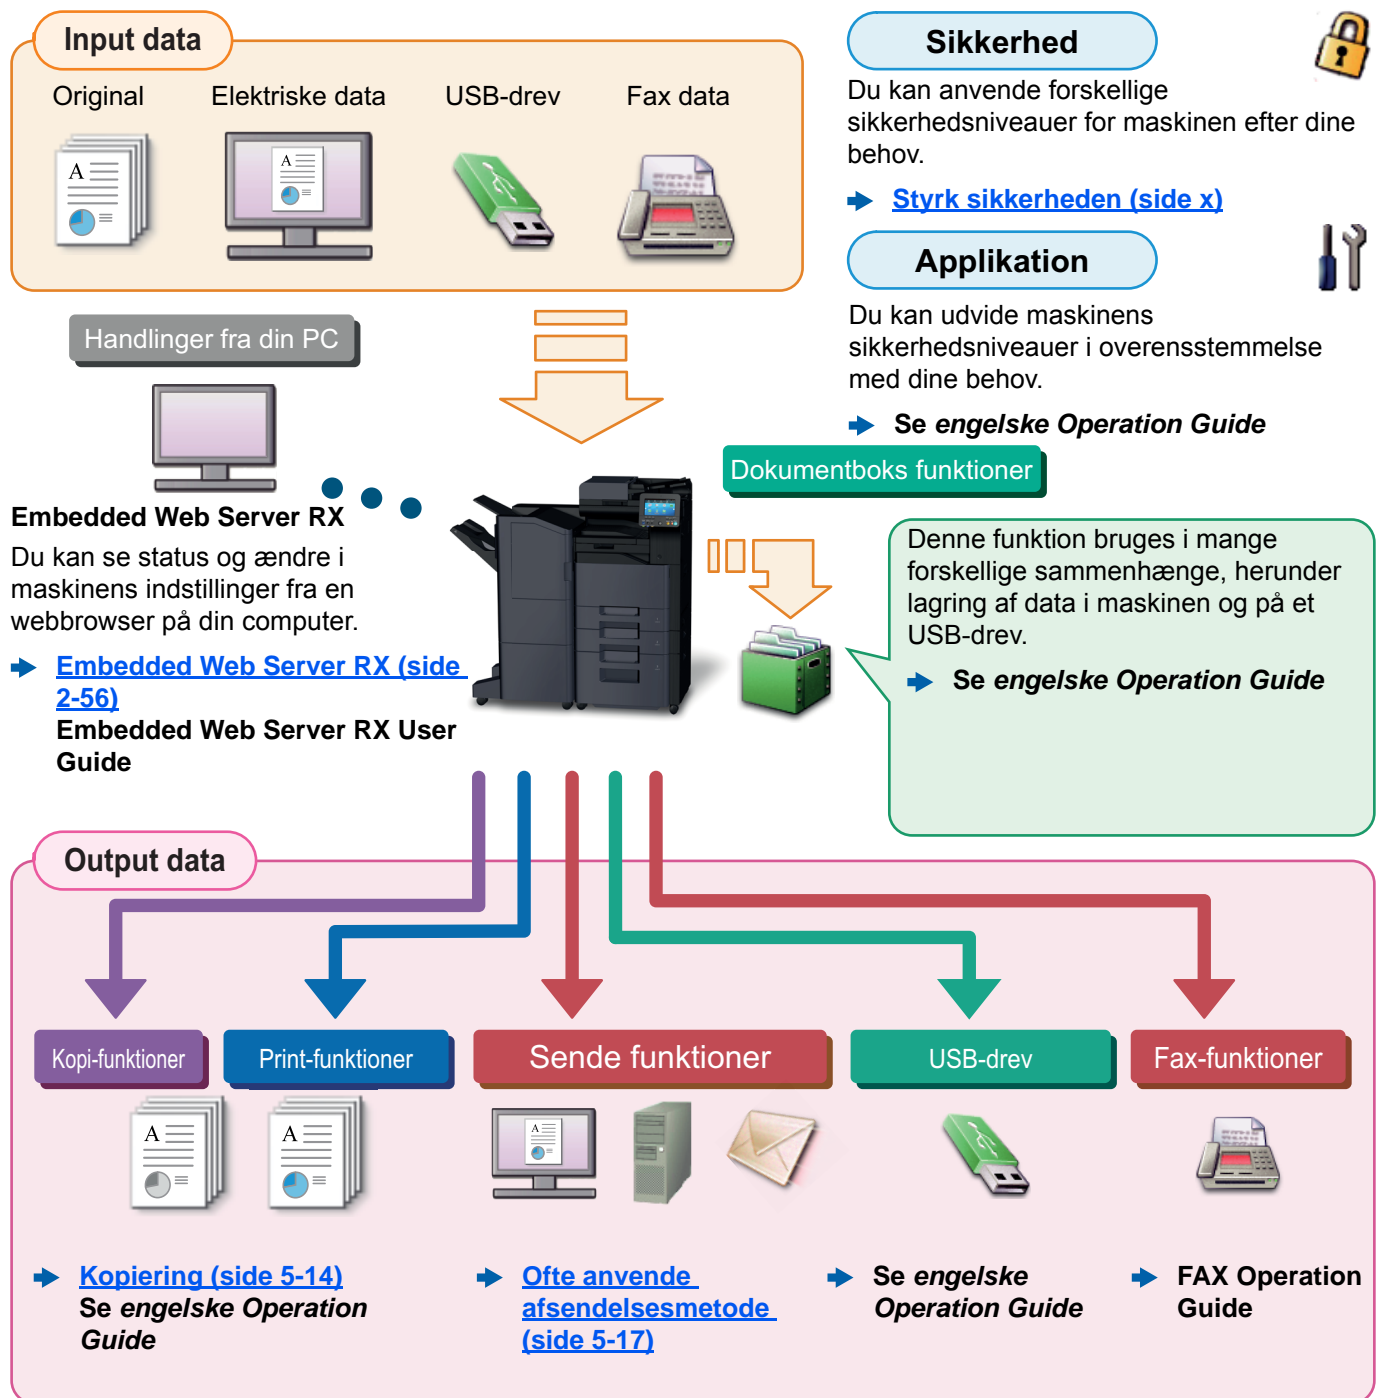 Input data
Original
Elektriske data
USB-drev
Fax data
Sikkerhed
Du kan anvende forskellige
sikkerhedsniveauer for maskinen efter dine
behov.
Styrk sikkerheden (side x)
Applikation
Du kan udvide maskinens
sikkerhedsniveauer i overensstemmelse
med dine behov.
Se engelske Operation Guide
Handlinger fra din PC
Embedded Web Server RX
Du kan se status og ændre i
maskinens indstillinger fra en
webbrowser på din computer.
Embedded Web Server RX (side
2-56)
Embedded Web Server RX User
Guide
Dokumentboks funktioner
Denne funktion bruges i mange
forskellige sammenhænge, herunder
lagring af data i maskinen og på et
USB-drev.
Se engelske Operation Guide
Output data
Kopi-funktioner
Print-funktioner
Sende funktioner
USB-drev
Fax-funktioner
Kopiering (side 5-14)
Se engelske Operation
Guide
Ofte anvende
afsendelsesmetode
(side 5-17)
Se engelske
Operation Guide
FAX Operation
Guide